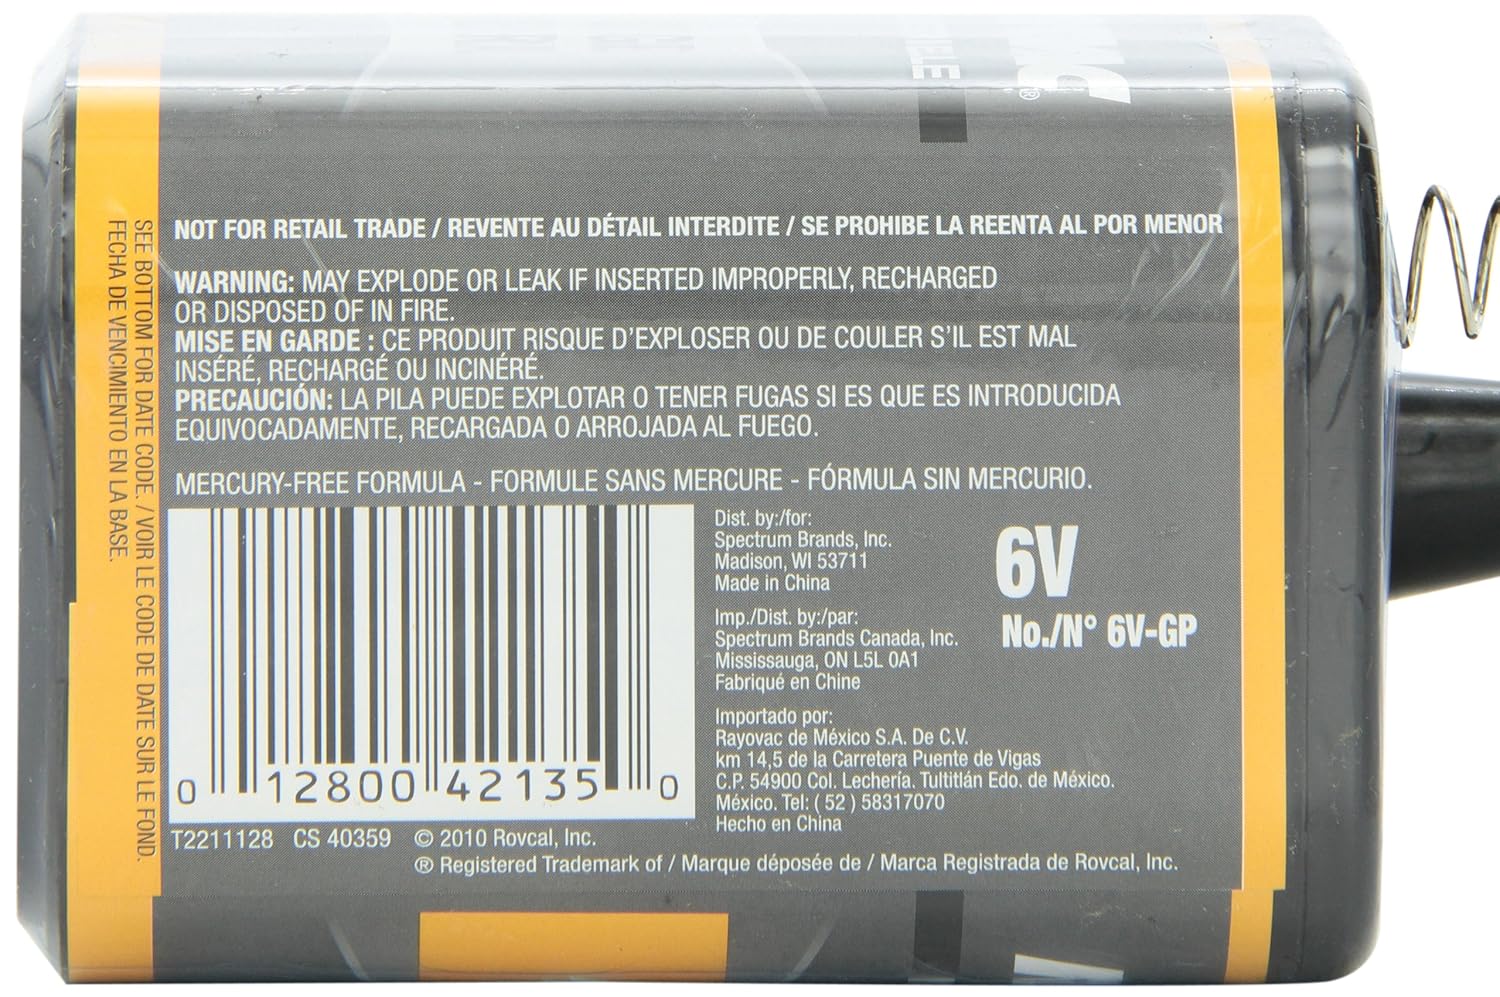 NOT FOR RETAIL TRADE / REVENTE AU DÉTAIL INTERDITE / SE PROHIBE LA REENTA AL POR MENOR
WARNING: MAY EXPLODE OR LEAK IF INSERTED IMPROPERLY, RECHARGED
OR DISPOSED OF IN FIRE.
MISE EN GARDE : CE PRODUIT RISQUE D'EXPLOSER OU DE COULER S'IL EST MAL
INSÉRÉ, RECHARGÉ OU INCINÉRÉ.
PRECAUCIÓN: LA PILA PUEDE EXPLOTAR O TENER FUGAS SI ES QUE ES INTRODUCIDA
EQUIVOCADAMENTE, RECARGADA O ARROJADA AL FUEGO.
MERCURY-FREE FORMULA - FORMULE SANS MERCURE - FÓRMULA SIN MERCURIO.
SEE BOTTOM FOR DATE CODE. / VOIR LE CODE DE DATE SUR LE FOND.
FECHA DE VENCIMIENTO EN LA BASE.
0 12800 42135 0
Dist. by:/for:
Spectrum Brands, Inc.
Madison, WI 53711
Made in China
Imp./Dist. by:/par:
Spectrum Brands Canada, Inc.
Mississauga, ON L5L 0A1
Fabriqué en Chine
Importado por:
Rayovac de México S.A. De C.V.
km 14,5 de la Carretera Puente de Vigas
C.P. 54900 Col. Lechería. Tultitlán Edo. de México.
México. Tel: ( 52 ) 58317070
Hecho en China
6V
No./N° 6V-GP
T2211128 CS 40359 © 2010 Rovcal, Inc.
® Registered Trademark of / Marque déposée de / Marca Registrada de Rovcal, Inc.